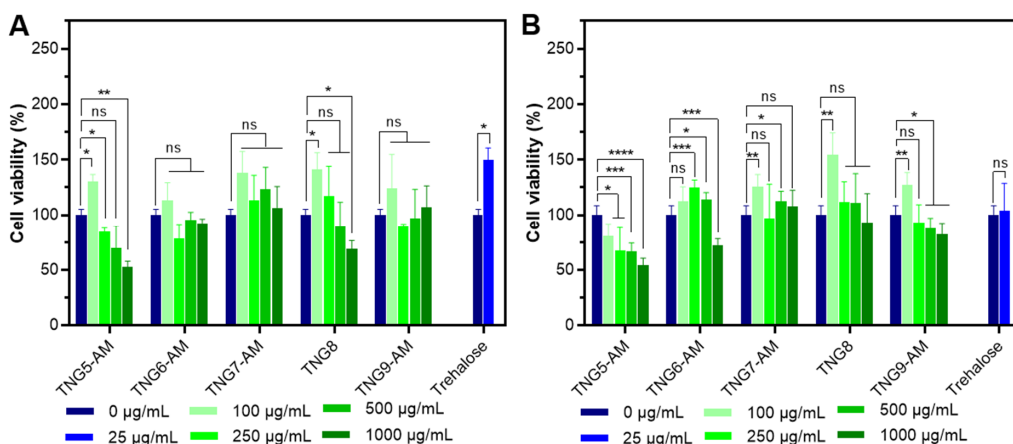 A
Cell viability (%)
250
200
150
100
50
0
**
ns
*
*
ns
ns
*
ns
*
ns
*
TNG5-AM
TNG6-AM
TNG7-AM
TNG8
TNG9-AM
Trehalose
0 µg/mL
100 µg/mL
500 µg/mL
25 µg/mL
250 µg/mL
1000 µg/mL
B
Cell viability (%)
250
200
150
100
50
0
****
***
*
***
*
***
ns
ns
*
ns
**
ns
**
*
ns
**
ns
TNG5-AM
TNG6-AM
TNG7-AM
TNG8
TNG9-AM
Trehalose
0 µg/mL
100 µg/mL
500 µg/mL
25 µg/mL
250 µg/mL
1000 µg/mL